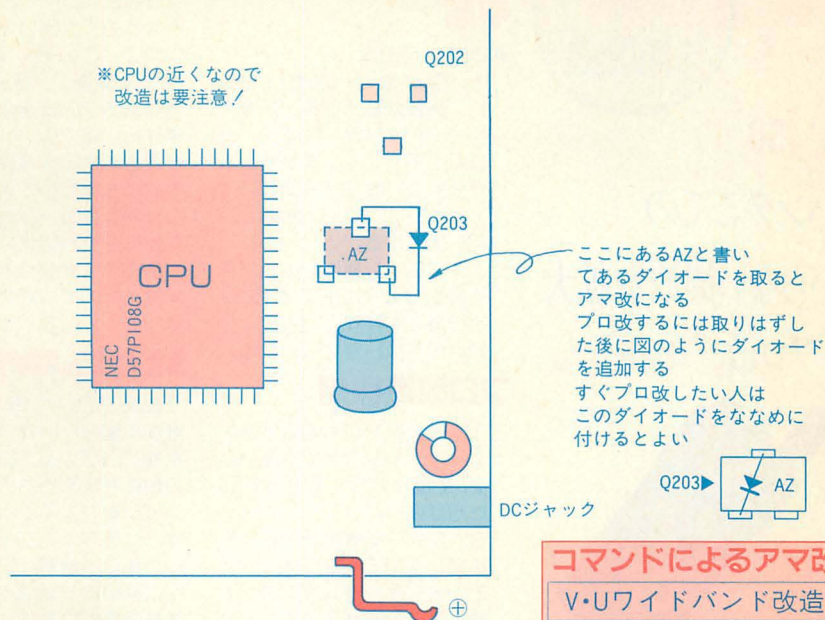 ※CPUの近くなので
改造は要注意!
Q202
Q203
AZ
CPU
NEC
D57P108G
ここにあるAZと書い
てあるダイオードを取ると
アマ改になる
プロ改するには取りはずし
た後に図のようにダイオード
を追加する
すぐプロ改したい人は
このダイオードをななめに
付けるとよい
Q203▶
AZ
DCジャック
⊕
コマンドによるアマ改
V・Uワイドバンド改造